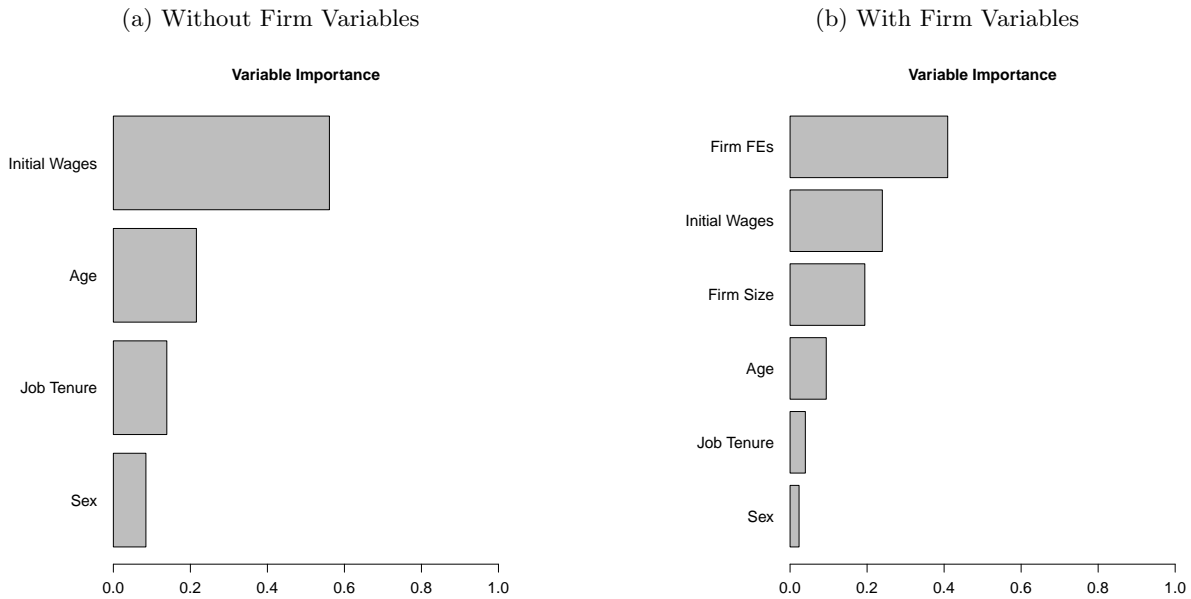 (a) Without Firm Variables
Variable Importance
Initial Wages
Age
Job Tenure
Sex
0.0 0.2 0.4 0.6 0.8 1.0
(b) With Firm Variables
Variable Importance
Firm FEs
Initial Wages
Firm Size
Age
Job Tenure
Sex
0.0 0.2 0.4 0.6 0.8 1.0